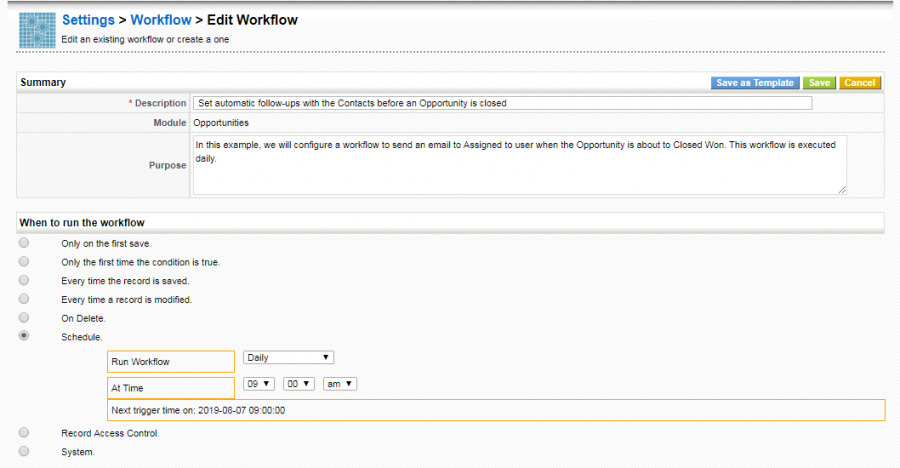 Settings > Workflow > Edit Workflow
Edit an existing workflow or create a one
Summary Save as Template Save Cancel
* Description Set automatic follow-ups with the Contacts before an Opportunity is closed
Module Opportunities
Purpose In this example, we will configure a workflow to send an email to Assigned to user when the Opportunity is about to Closed Won. This workflow is executed
daily.
When to run the workflow
Only on the first save.
Only the first time the condition is true.
Every time the record is saved.
Every time a record is modified.
On Delete.
Schedule.
Run Workflow Daily
At Time 09 00 am
Next trigger time on: 2019-08-07 09:00:00
Record Access Control.
System.